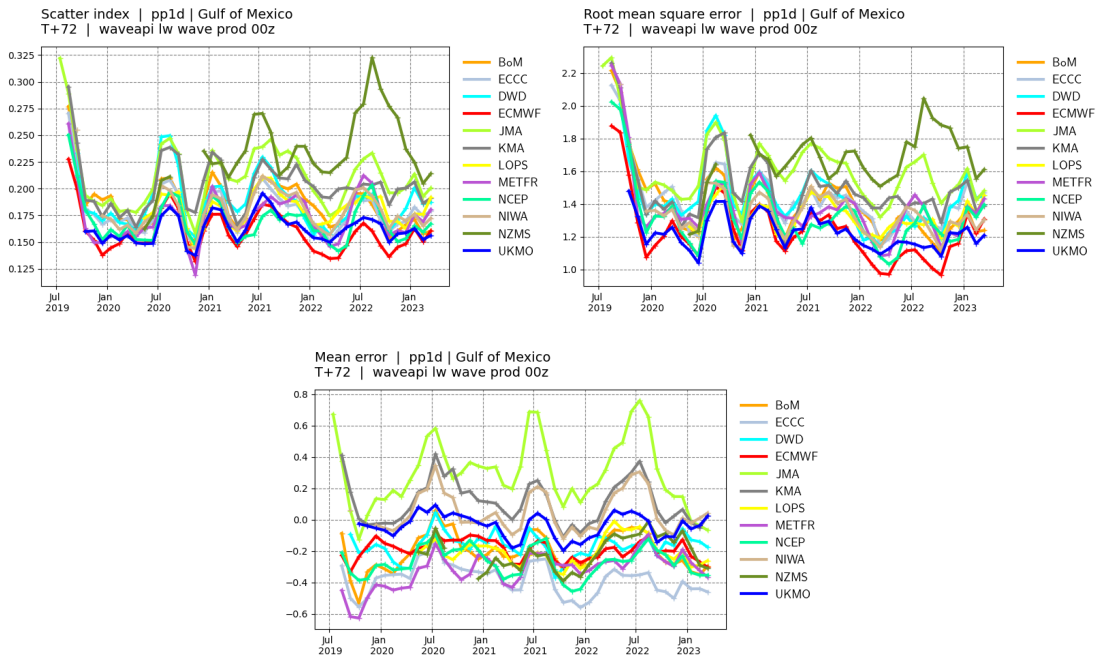 Scatter index | pp1d | Gulf of Mexico
T+72 | waveapi lw wave prod 00z
0.325
0.300
0.275
0.250
0.225
0.200
0.175
0.150
0.125
Jul 2019
Jan 2020
Jul 2020
Jan 2021
Jul 2021
Jan 2022
Jul 2022
Jan 2023
BoM
ECCC
DWD
ECMWF
JMA
KMA
LOPS
METFR
NCEP
NIWA
NZMS
UKMO
Root mean square error | pp1d | Gulf of Mexico
T+72 | waveapi lw wave prod 00z
2.2
2.0
1.8
1.6
1.4
1.2
1.0
Jul 2019
Jan 2020
Jul 2020
Jan 2021
Jul 2021
Jan 2022
Jul 2022
Jan 2023
BoM
ECCC
DWD
ECMWF
JMA
KMA
LOPS
METFR
NCEP
NIWA
NZMS
UKMO
Mean error | pp1d | Gulf of Mexico
T+72 | waveapi lw wave prod 00z
0.8
0.6
0.4
0.2
0.0
−0.2
−0.4
−0.6
Jul 2019
Jan 2020
Jul 2020
Jan 2021
Jul 2021
Jan 2022
Jul 2022
Jan 2023
BoM
ECCC
DWD
ECMWF
JMA
KMA
LOPS
METFR
NCEP
NIWA
NZMS
UKMO